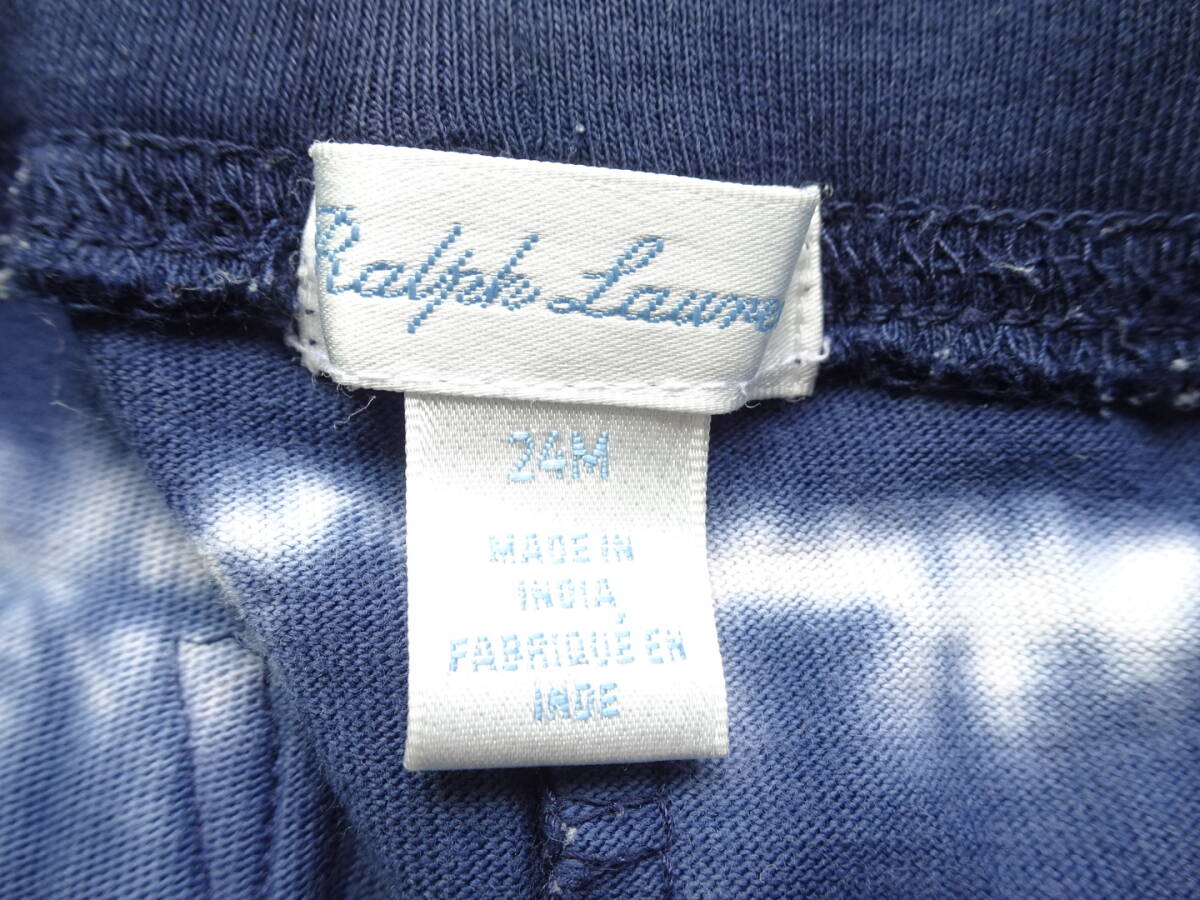 Ralph Lauren
24M
MADE IN
INDIA,
FABRIQUÉ EN
INDE